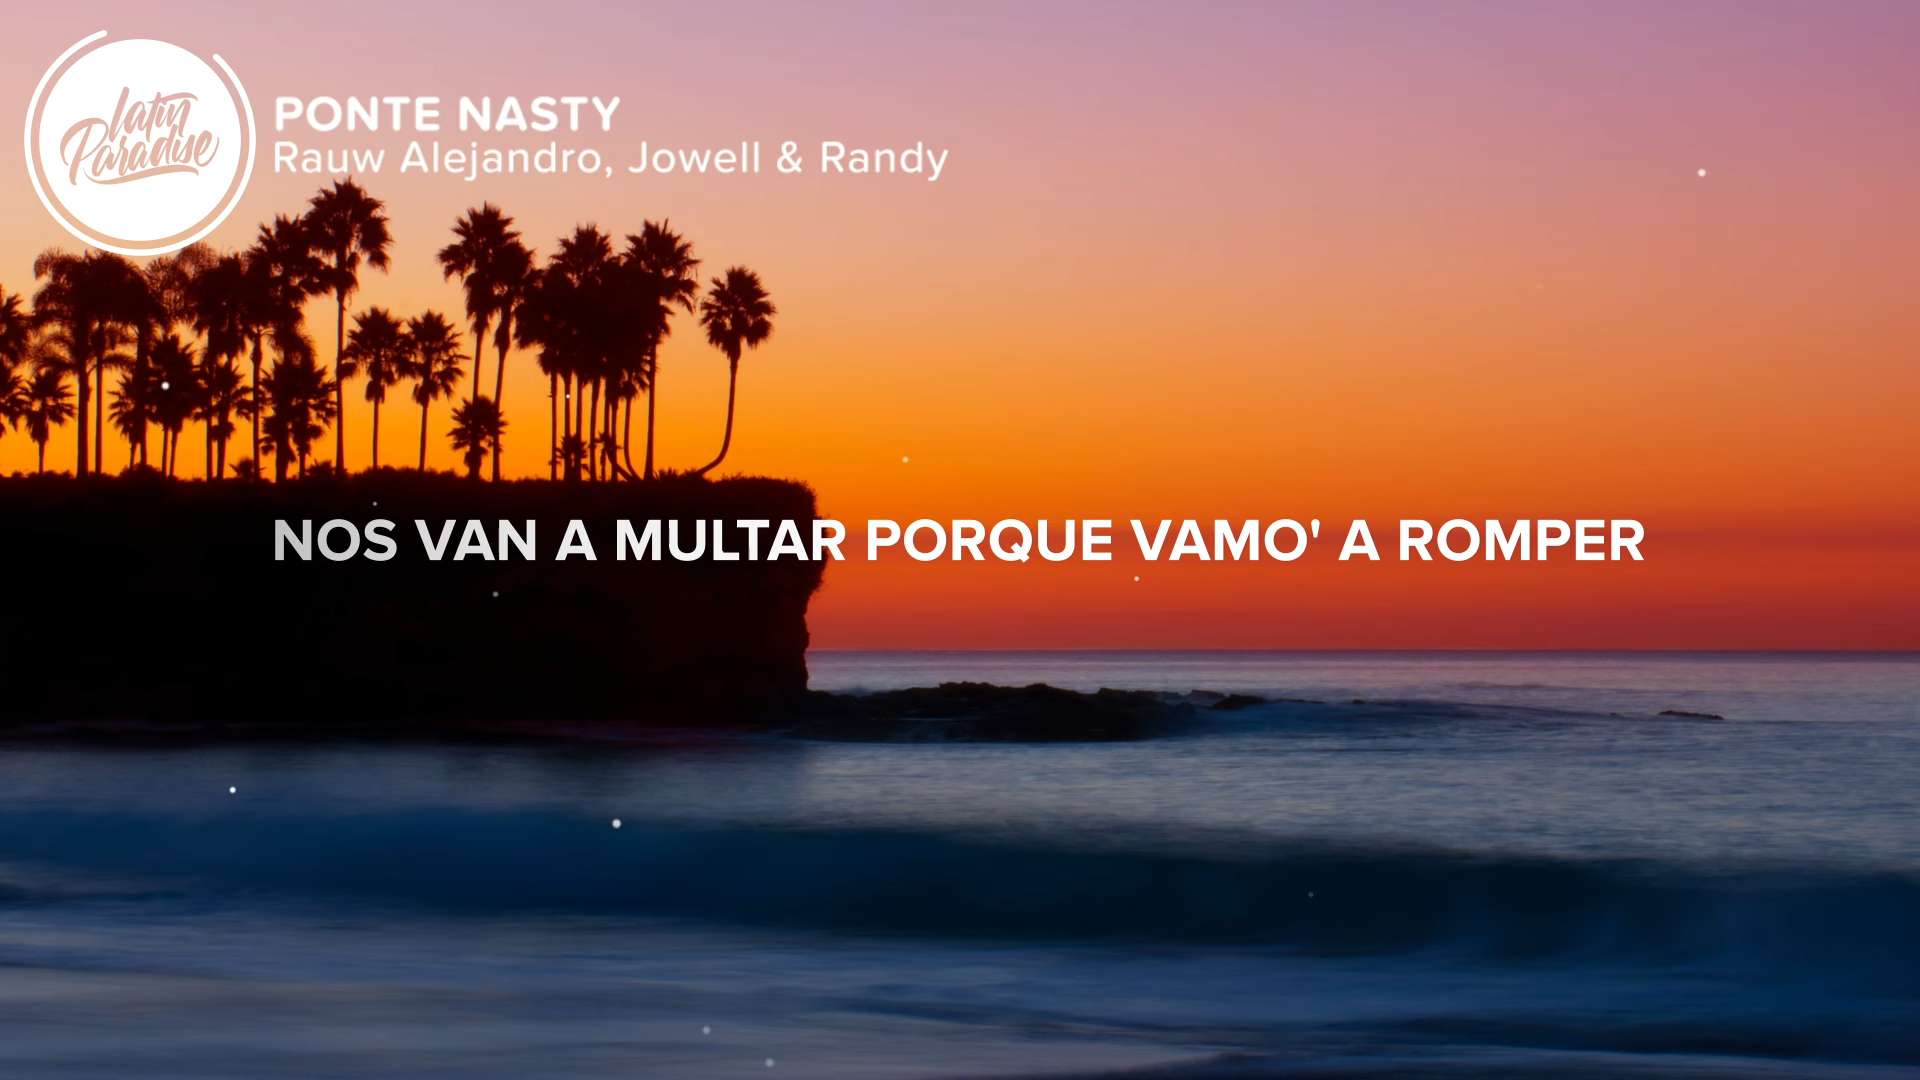 latin
Paradise
PONTE NASTY
Rauw Alejandro, Jowell & Randy
NOS VAN A MULTAR PORQUE VAMO' A ROMPER